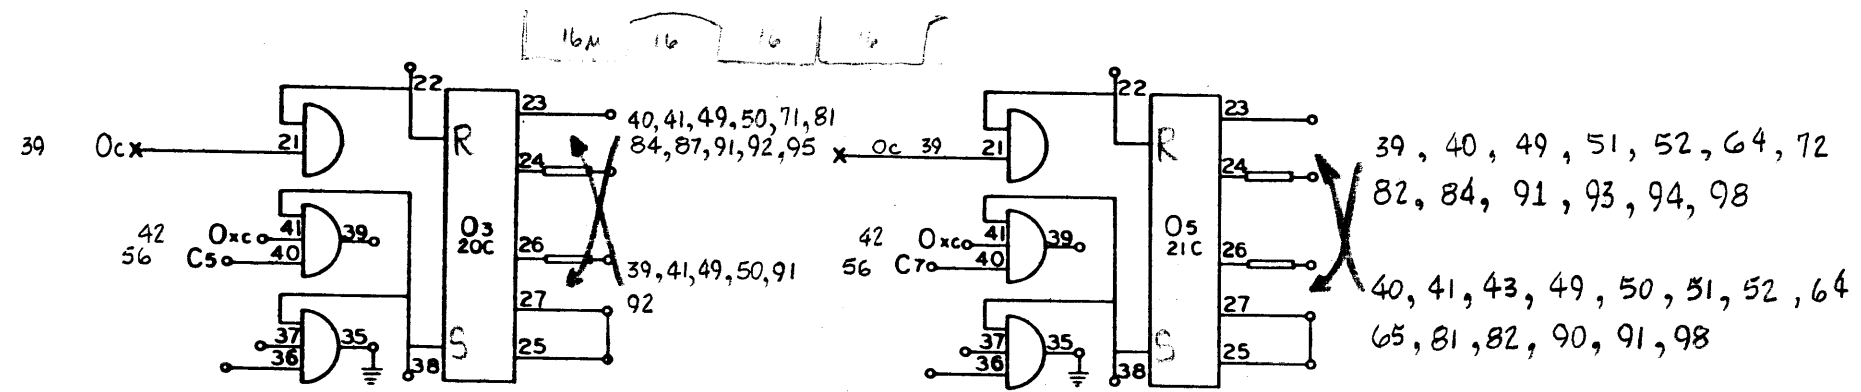 16μ 16 16 16
22 22
23 23
40, 41, 49, 50, 71, 81
39 Oc x 21 R x Oc 39 21 R
84, 87, 91, 92, 95
39, 40, 49, 51, 52, 64, 72
24 24
82, 84, 91, 93, 94, 98
42 Oxc 41 39 O3 42 Oxc 41 39 O5
56 C5 40 20C 26 56 C7 40 21C 26
39, 41, 49, 50, 91
92
40, 41, 43, 49, 50, 51, 52, 64
27 27
37 35 S 37 35 S
65, 81, 82, 90, 91, 98
36 38 25 36 38 25